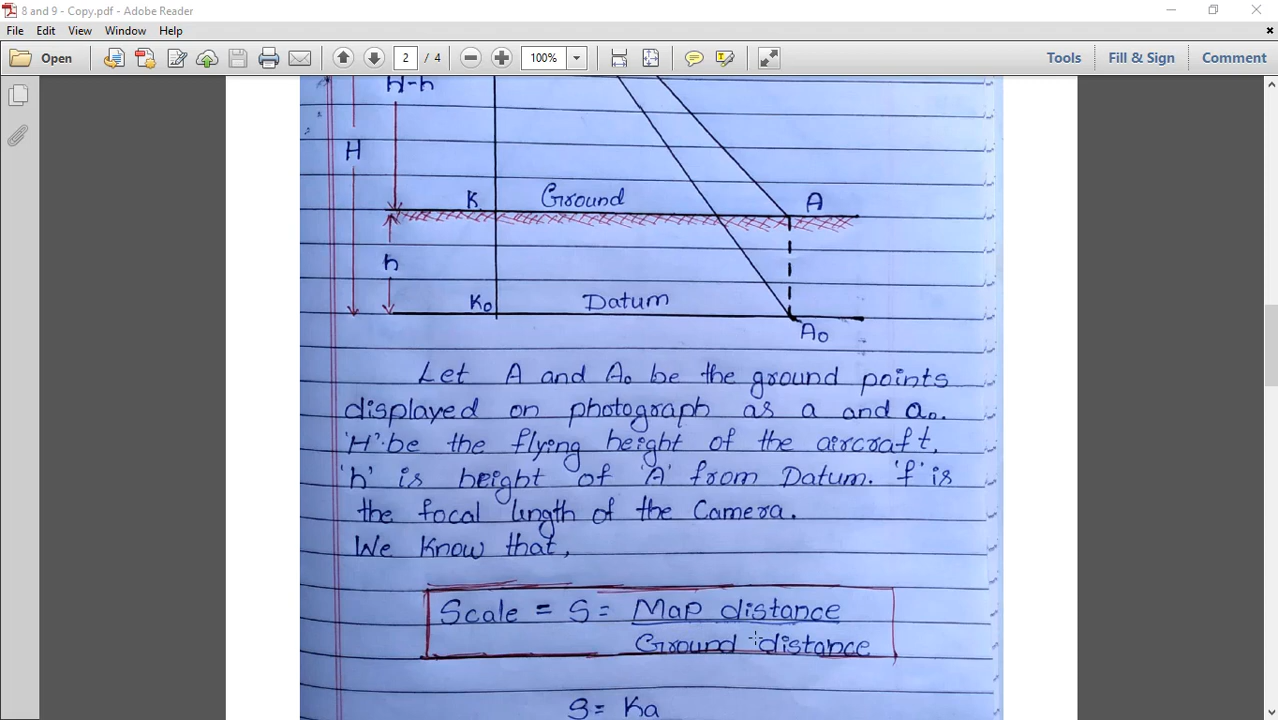 8 and 9 - Copy.pdf - Adobe Reader
File Edit View Window Help
Open 2 / 4 100% Tools Fill & Sign Comment
H-h
H
K Ground A
h
K₀ Datum
A₀
Let A and A₀ be the ground points
displayed on photograph as a and a₀.
'H' be the flying height of the aircraft.
'h' is height of 'A' from Datum. 'f' is
the focal length of the Camera.
We know that,
Scale = S = Map distance
Ground distance
S = Ka